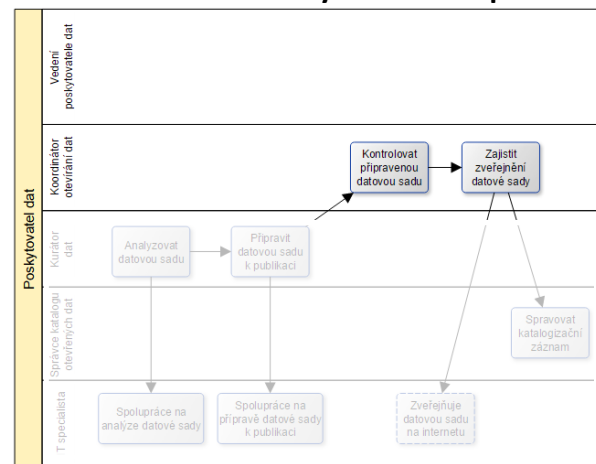 Poskytovatel dat
Vedení
poskytovatele dat
Koordinátor
otevírání dat
Kontrolovat
připravenou
datovou sadu
Zajistit
zveřejnění
datové sady
Kurátor
dat
Analyzovat
datovou sadu
Připravit
datovou sadu
k publikaci
Správce katalogu
otevřených dat
Spravovat
katalogizační
záznam
T specialista
Spolupráce na
analýze datové sady
Spolupráce na
přípravě datové sady
k publikaci
Zveřejňuje
datovou sadu
na internetu